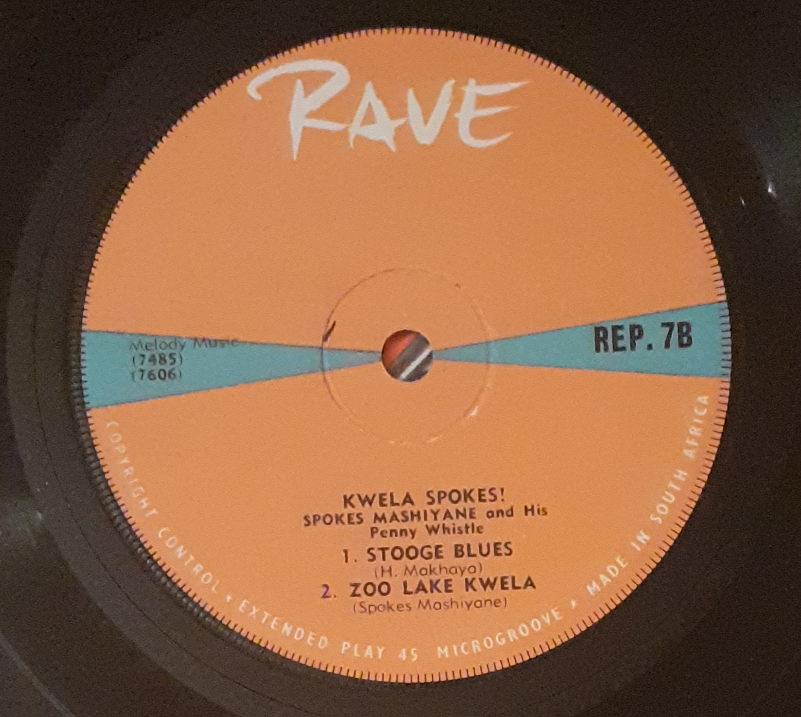 RAVE
Melody Music
(7485)
(7606)
REP. 7B
KWELA SPOKES!
SPOKES MASHIYANE and His
Penny Whistle
1. STOOGE BLUES
(H. Makhaya)
2. ZOO LAKE KWELA
(Spokes Mashiyane)
COPYRIGHT CONTROL • EXTENDED PLAY 45 MICROGROOVE • MADE IN SOUTH AFRICA